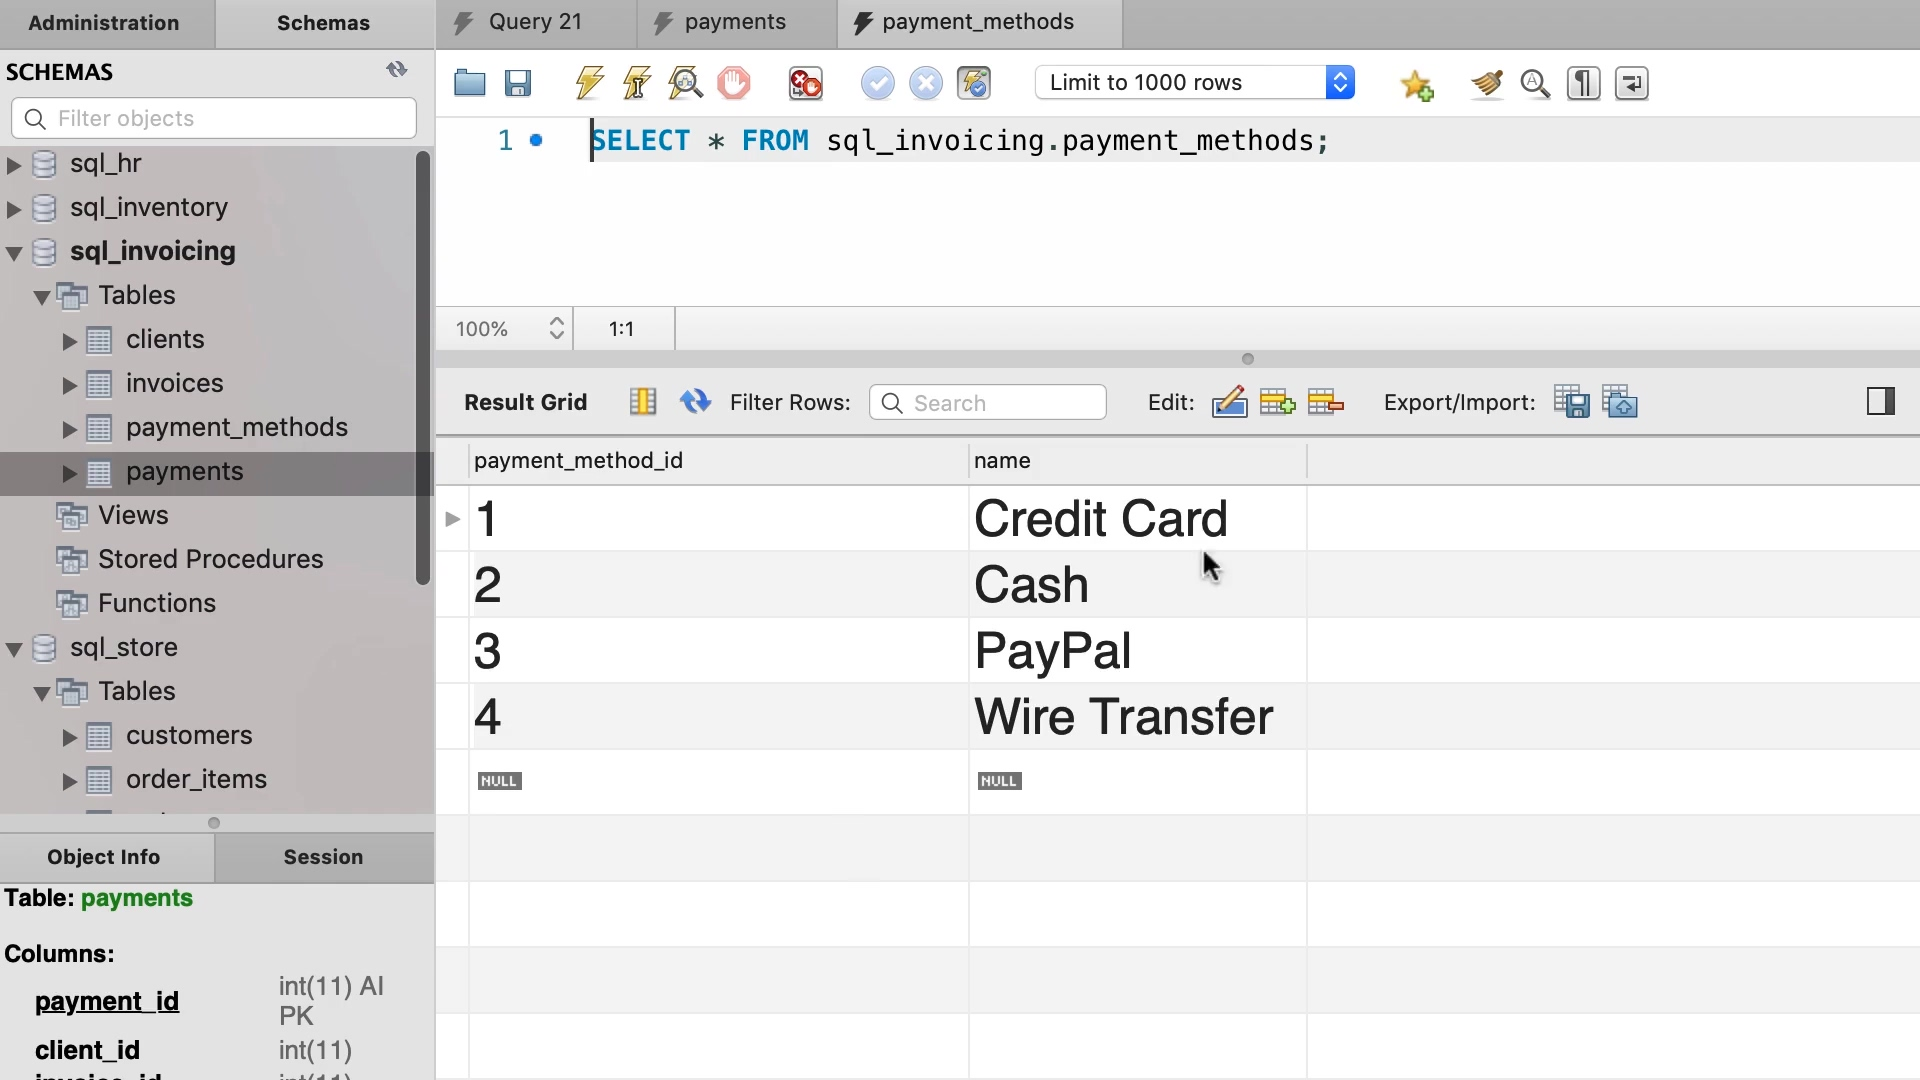 Administration
Schemas
Query 21
payments
payment_methods
SCHEMAS
Filter objects
Limit to 1000 rows
1
SELECT * FROM sql_invoicing.payment_methods;
sql_hr
sql_inventory
sql_invoicing
Tables
clients
invoices
payment_methods
payments
Views
Stored Procedures
Functions
sql_store
Tables
customers
order_items
100%
1:1
Result Grid
Filter Rows:
Search
Edit:
Export/Import:
payment_method_id name
1 Credit Card
2 Cash
3 PayPal
4 Wire Transfer
NULL NULL
Object Info
Session
Table: payments
Columns:
payment_id int(11) AI
PK
client_id int(11)